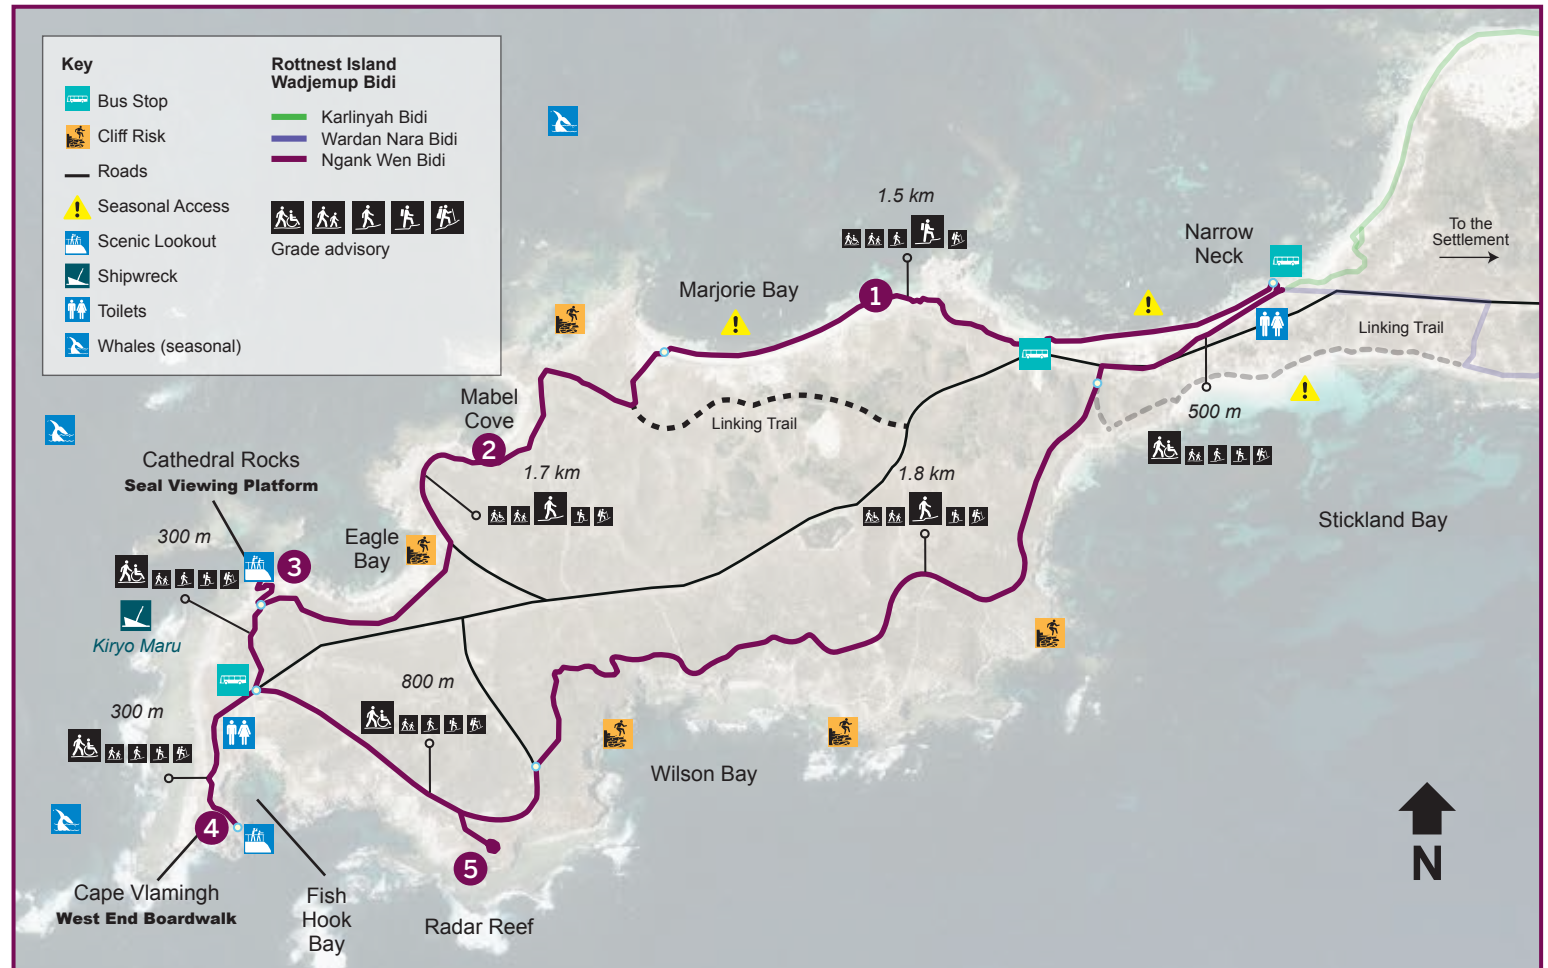 Key
Bus Stop
Cliff Risk
Roads
Seasonal Access
Scenic Lookout
Shipwreck
Toilets
Whales (seasonal)
Rottnest Island
Wadjemup Bidi
Karlinyah Bidi
Wardan Nara Bidi
Ngank Wen Bidi
Grade advisory
1.5 km
Narrow
Neck
To the
Settlement
Marjorie Bay
1
Linking Trail
Mabel
Cove
2
Linking Trail
500 m
Cathedral Rocks
Seal Viewing Platform
1.7 km
1.8 km
Stickland Bay
300 m
Eagle
Bay
3
Kiryo Maru
800 m
300 m
Wilson Bay
4
5
Cape Vlamingh
West End Boardwalk
Fish
Hook
Bay
Radar Reef
N